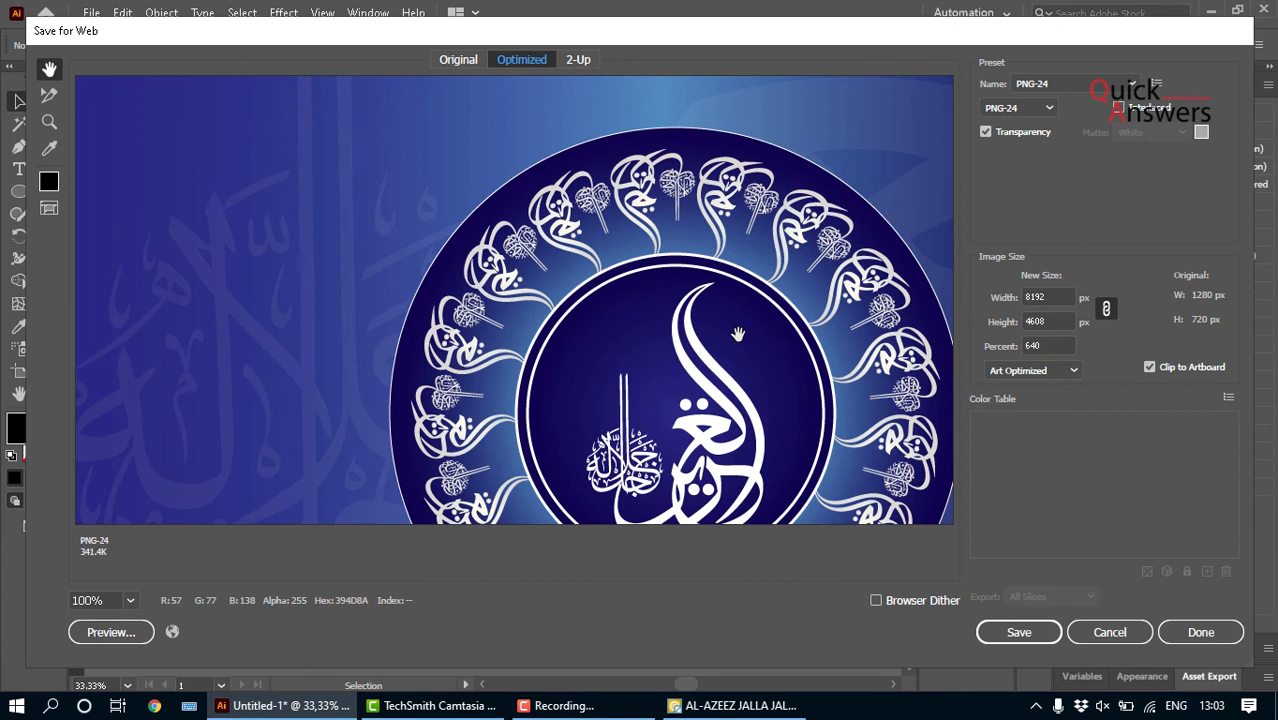 File Edit Object Type Select Effect View Window Help
Automation
Search Adobe Stock
Save for Web
Original Optimized 2-Up
Preset
Name: PNG-24
PNG-24
Interlaced
Transparency
Matte: White
Quick
Answers
Image Size
New Size: Original:
Width: 8192 px W: 1280 px
Height: 4608 px H: 720 px
Percent: 640
Art Optimized
Clip to Artboard
Color Table
العزيز
جل جلاله
PNG-24
341.4K
100%
R: 57 G: 77 B: 138 Alpha: 255 Hex: 394D8A Index: --
Browser Dither
Export: All Slices
Preview...
Save Cancel Done
33.33% 1 Selection
Variables Appearance Asset Export
Untitled-1* @ 33,33% ...
TechSmith Camtasia ...
Recording...
AL-AZEEZ JALLA JAL...
ENG 13:03